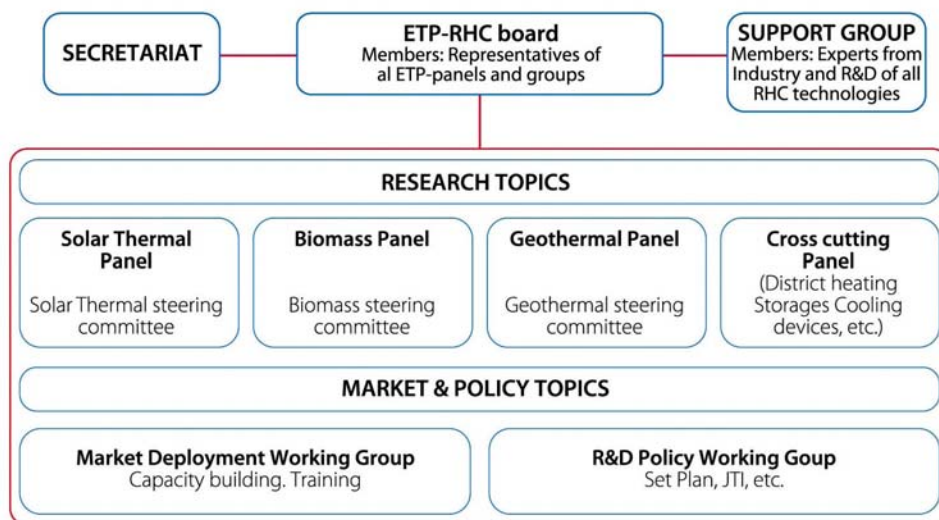 SECRETARIAT
ETP-RHC board
Members: Representatives of
al ETP-panels and groups
SUPPORT GROUP
Members: Experts from
Industry and R&D of all
RHC technologies
RESEARCH TOPICS
Solar Thermal
Panel
Solar Thermal steering
committee
Biomass Panel
Biomass steering
committee
Geothermal Panel
Geothermal steering
committee
Cross cutting
Panel
(District heating
Storages Cooling
devices, etc.)
MARKET & POLICY TOPICS
Market Deployment Working Group
Capacity building. Training
R&D Policy Working Goup
Set Plan, JTI, etc.